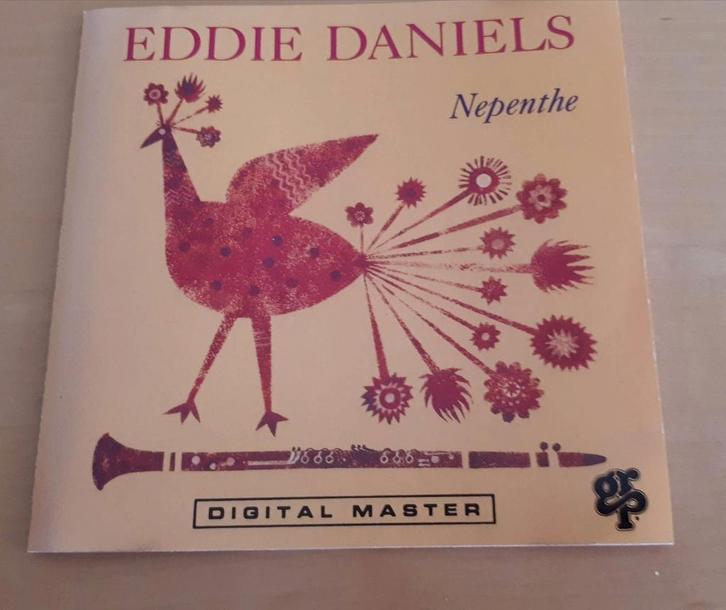 EDDIE DANIELS
Nepenthe
DIGITAL MASTER
grp